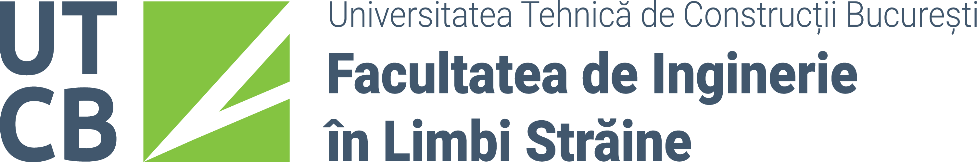 UT
CB
Universitatea Tehnică de Construcții București
Facultatea de Inginerie
în Limbi Străine